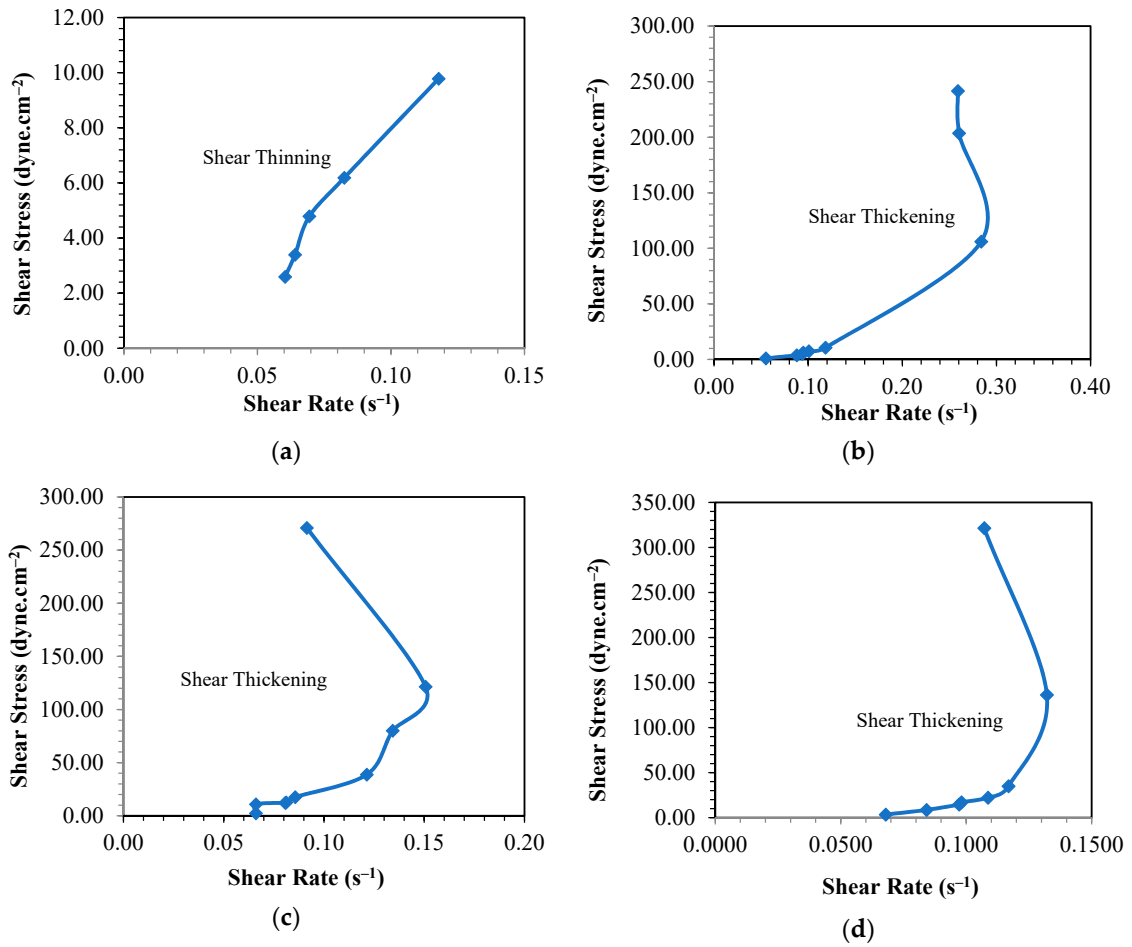 12.00
10.00
8.00
6.00
4.00
2.00
0.00
Shear Stress (dyne.cm⁻²)
Shear Thinning
0.00 0.05 0.10 0.15
Shear Rate (s⁻¹)
(a)
300.00
250.00
200.00
150.00
100.00
50.00
0.00
Shear Stress (dyne.cm⁻²)
Shear Thickening
0.00 0.10 0.20 0.30 0.40
Shear Rate (s⁻¹)
(b)
300.00
250.00
200.00
150.00
100.00
50.00
0.00
Shear Stress (dyne.cm⁻²)
Shear Thickening
0.00 0.05 0.10 0.15 0.20
Shear Rate (s⁻¹)
(c)
350.00
300.00
250.00
200.00
150.00
100.00
50.00
0.00
Shear Stress (dyne.cm⁻²)
Shear Thickening
0.0000 0.0500 0.1000 0.1500
Shear Rate (s⁻¹)
(d)